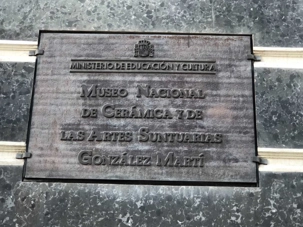 MINISTERIO DE EDUCACIÓN Y CULTURA
MUSEO NACIONAL
DE CERÁMICA Y DE
LAS ARTES SUNTUARIAS
GONZÁLEZ MARTÍ